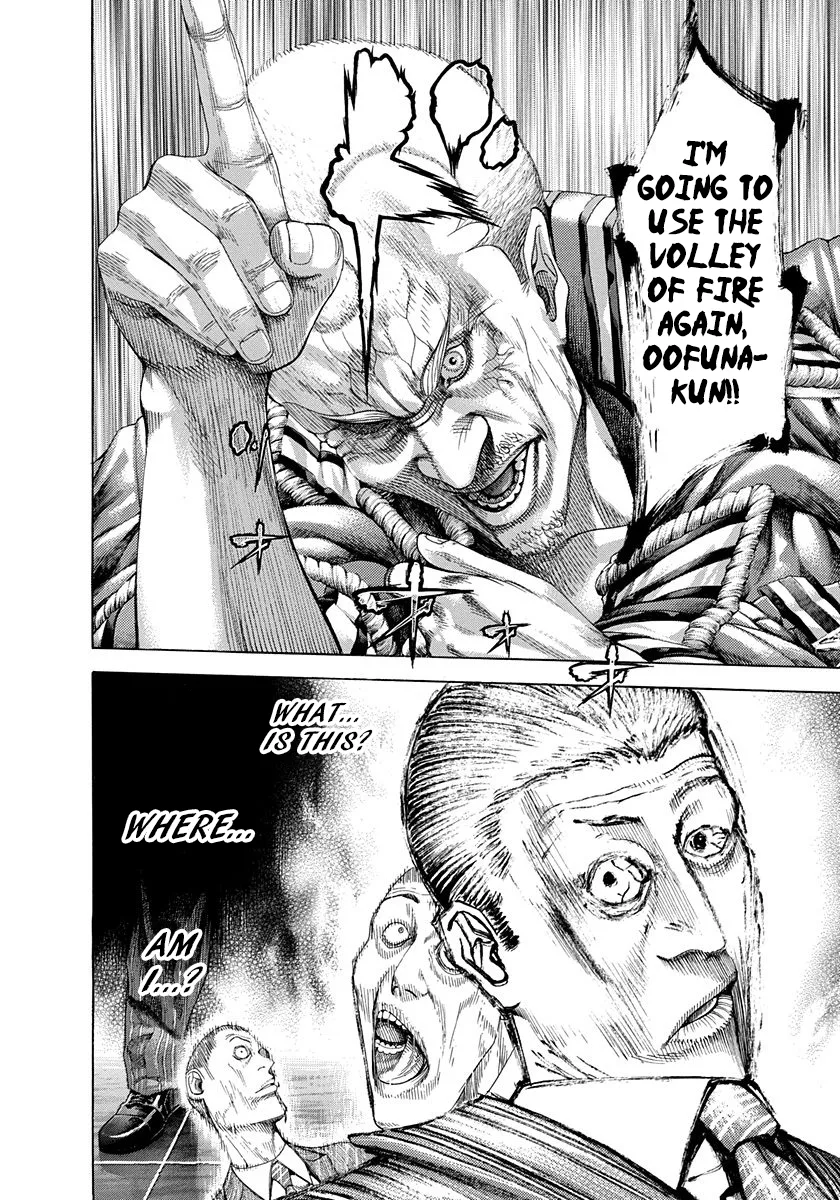 I'M
GOING TO
USE THE
VOLLEY
OF FIRE
AGAIN,
OOFUNA-
KUN!!
WHAT...
IS THIS?
WHERE...
AM
I...?